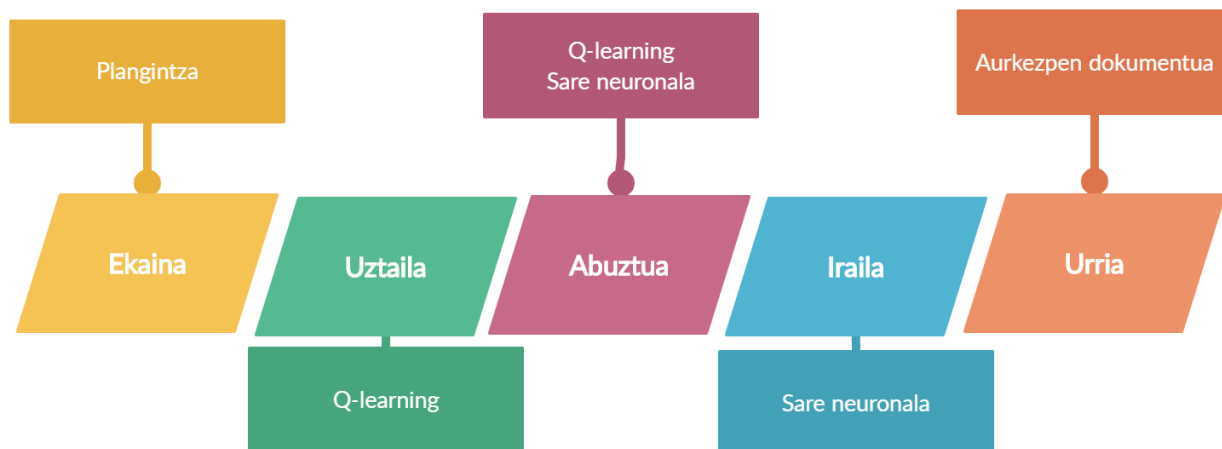 Plangintza
Q-learning
Sare neuronala
Aurkezpen dokumentua
Ekaina
Uztaila
Abuztua
Iraila
Urria
Q-learning
Sare neuronala